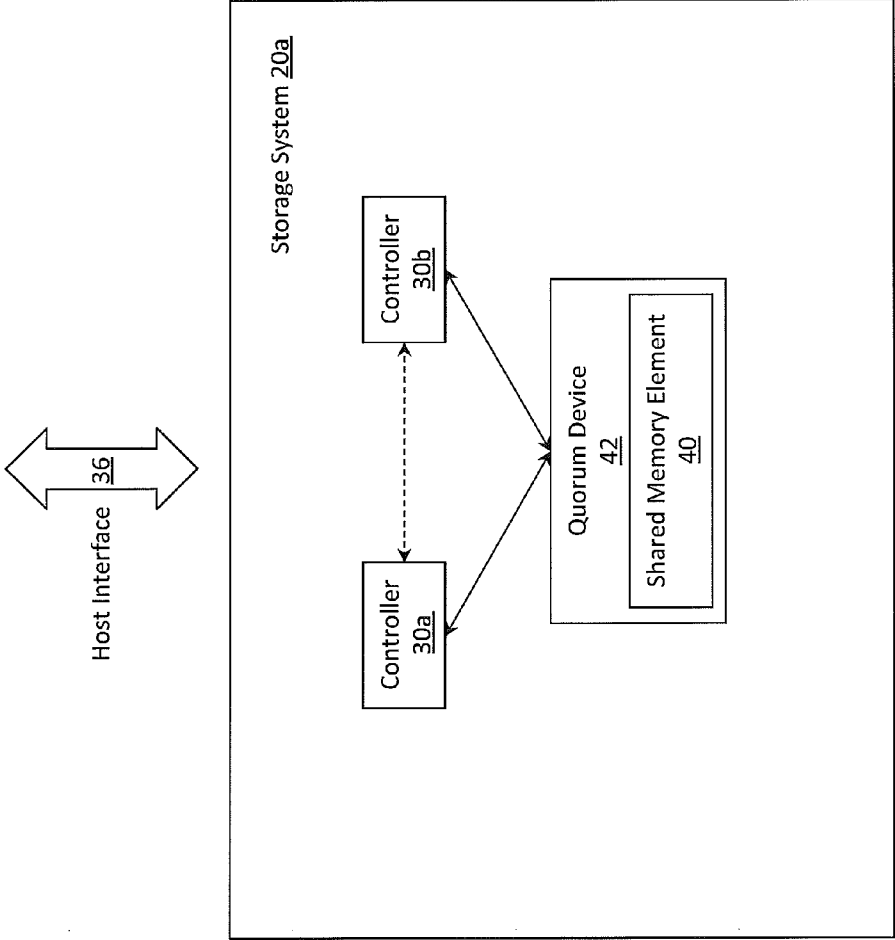 Host Interface
36
Storage System 20a
Controller
30a
Controller
30b
Quorum Device
42
Shared Memory Element
40